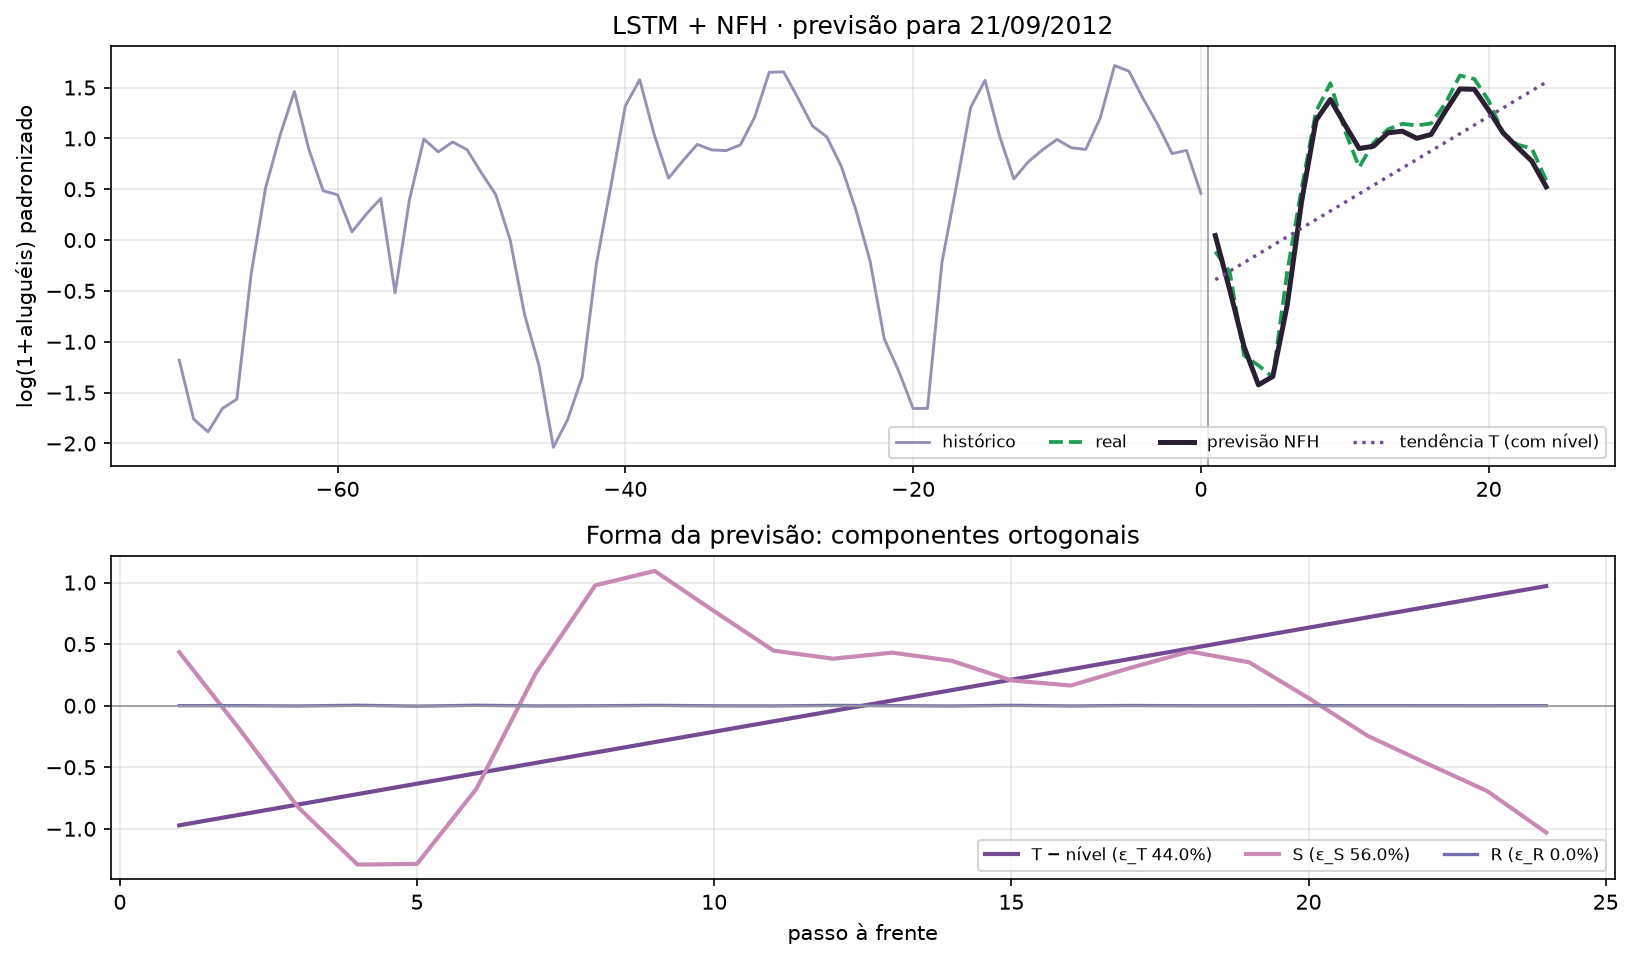 LSTM + NFH · previsão para 21/09/2012
log(1+aluguéis) padronizado
1.5
1.0
0.5
0.0
−0.5
−1.0
−1.5
−2.0
histórico real previsão NFH tendência T (com nível)
−60 −40 −20 0 20
Forma da previsão: componentes ortogonais
1.0
0.5
0.0
−0.5
−1.0
T − nível (ε_T 44.0%) S (ε_S 56.0%) R (ε_R 0.0%)
0 5 10 15 20 25
passo à frente